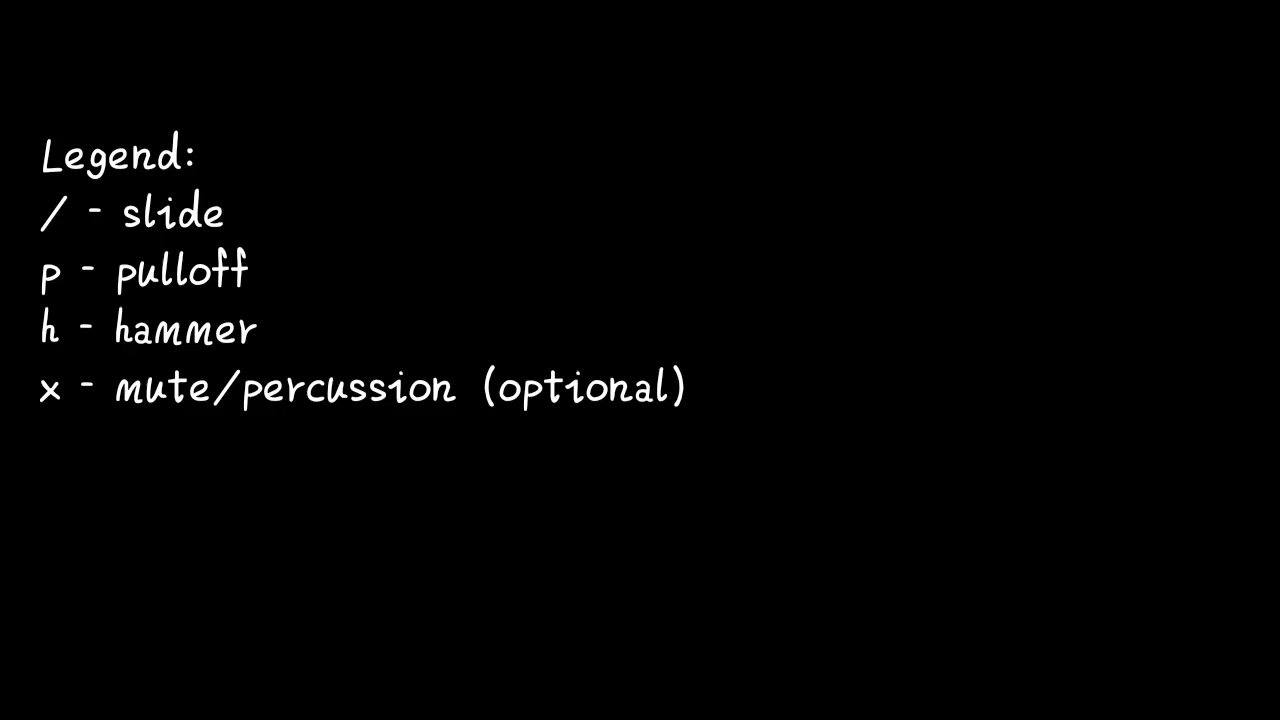 Legend:
/ - slide
p - pulloff
h - hammer
x - mute/percussion (optional)